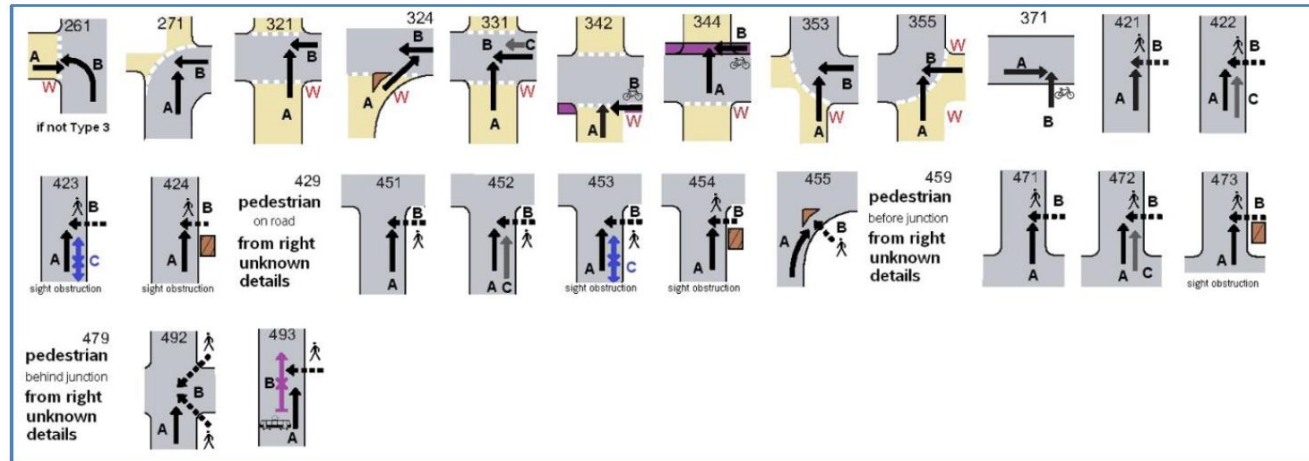 261 271 321 324 331 342 344 353 355 371 421 422
A B W
if not Type 3
A B
A B W
A B W
A B C W
A B W
A B W
A B W
A B W W
A B
A B
A B C
423 424 429 451 452 453 454 455 459 471 472 473
A B C
sight obstruction
A B
sight obstruction
pedestrian
on road
from right
unknown
details
A B
A B C
A B C
sight obstruction
A B
sight obstruction
A B
pedestrian
before junction
from right
unknown
details
A B
A B C
A B
sight obstruction
479 492 493
pedestrian
behind junction
from right
unknown
details
A B
A B